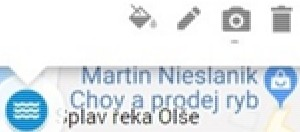 Martin Nieslanik
Chov a prodej ryb
Splav řeka Olše